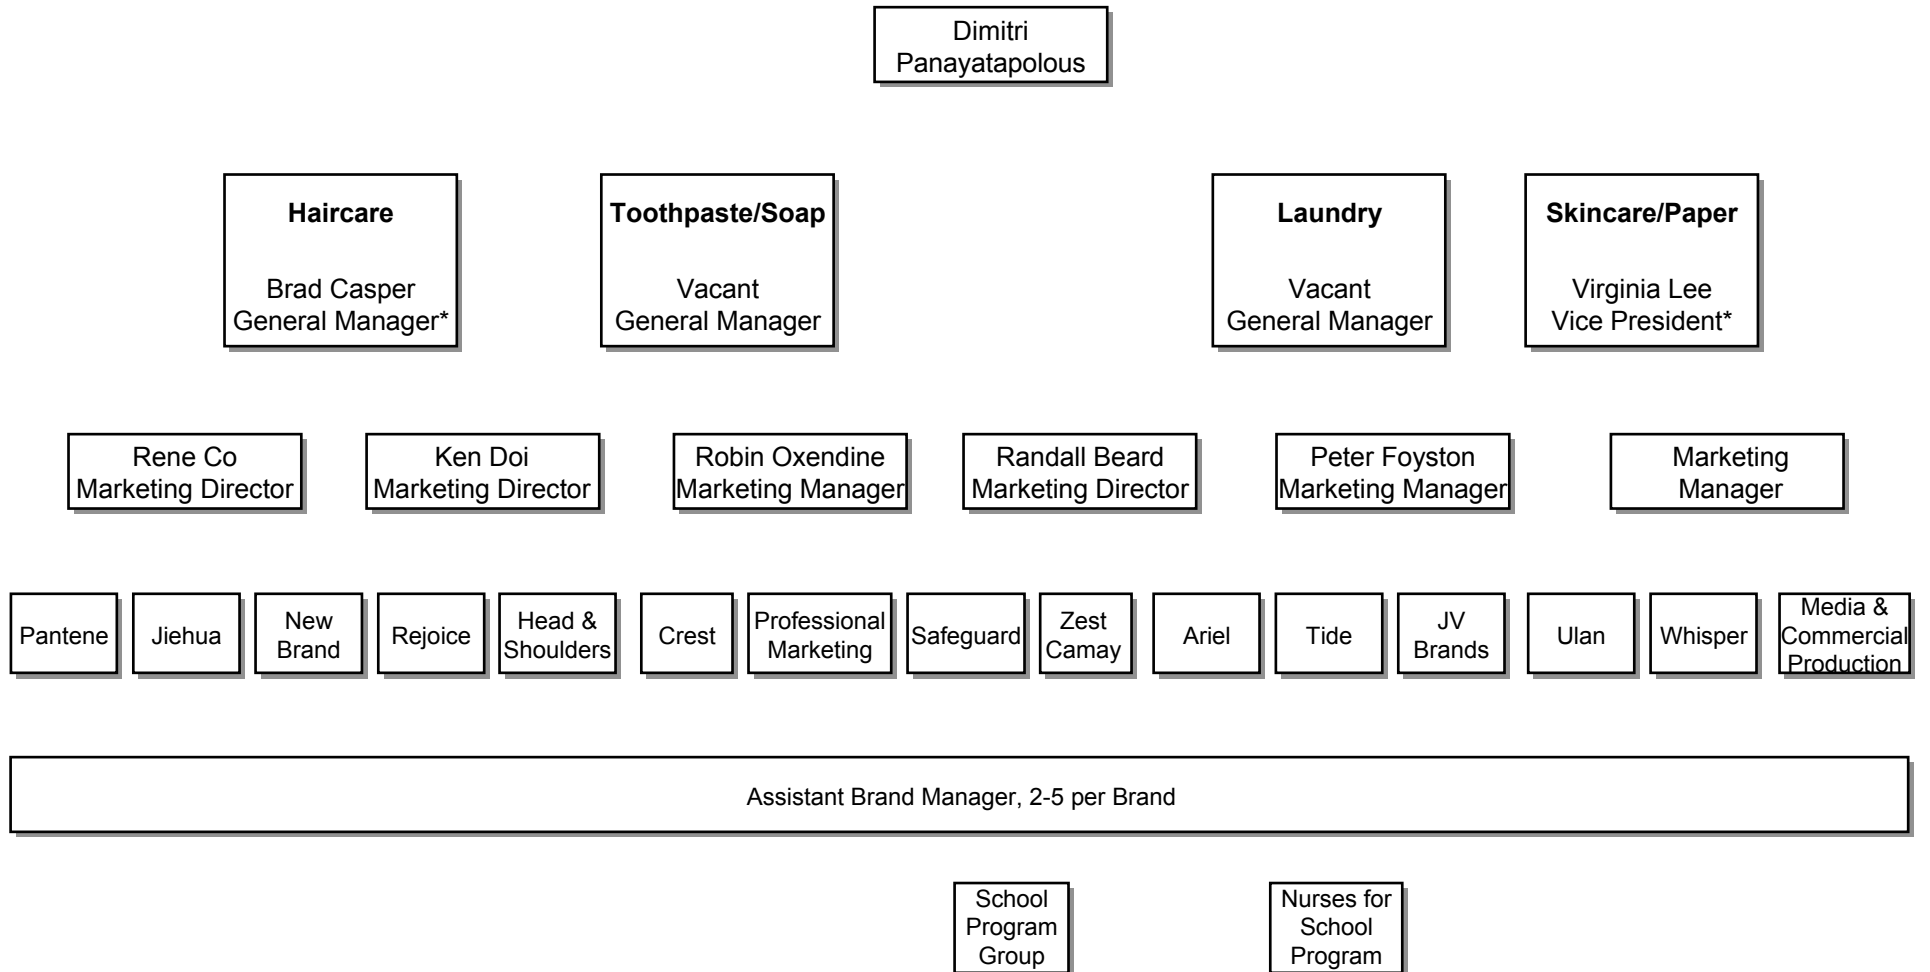 Dimitri
Panayatapolous
Haircare
Brad Casper
General Manager*
Toothpaste/Soap
Vacant
General Manager
Laundry
Vacant
General Manager
Skincare/Paper
Virginia Lee
Vice President*
Rene Co
Marketing Director
Ken Doi
Marketing Director
Robin Oxendine
Marketing Manager
Randall Beard
Marketing Director
Peter Foyston
Marketing Manager
Marketing
Manager
Pantene
Jiehua
New
Brand
Rejoice
Head &
Shoulders
Crest
Professional
Marketing
Safeguard
Zest
Camay
Ariel
Tide
JV
Brands
Ulan
Whisper
Media &
Commercial
Production
Assistant Brand Manager, 2-5 per Brand
School
Program
Group
Nurses for
School
Program